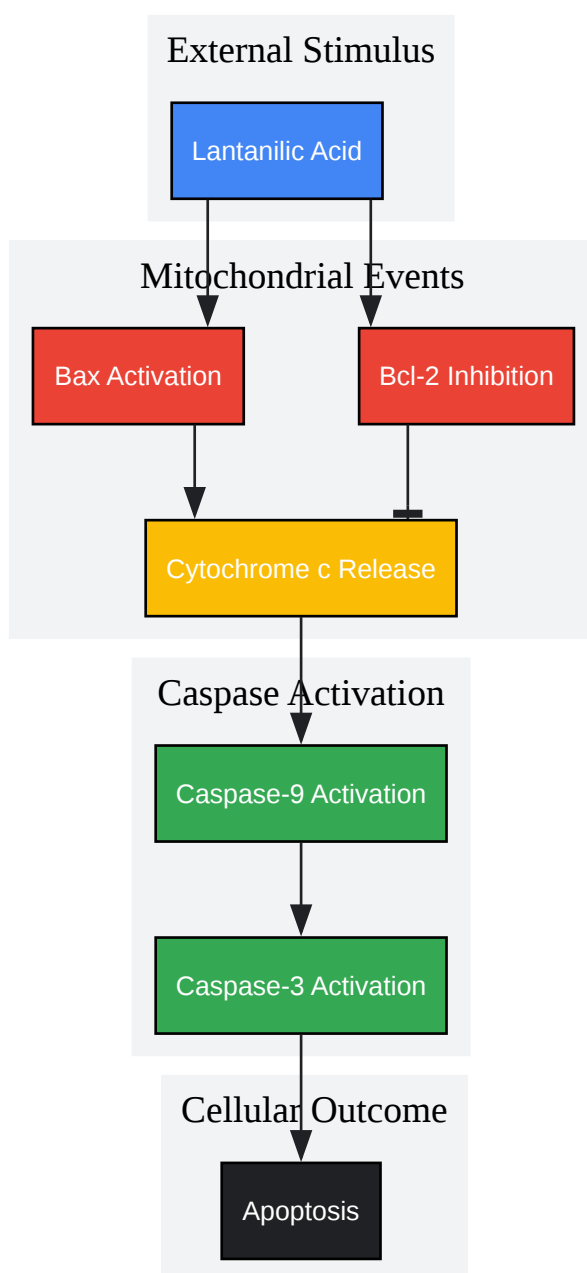 External Stimulus
Lantanilic Acid
Mitochondrial Events
Bax Activation
Bcl-2 Inhibition
Cytochrome c Release
Caspase Activation
Caspase-9 Activation
Caspase-3 Activation
Cellular Outcome
Apoptosis